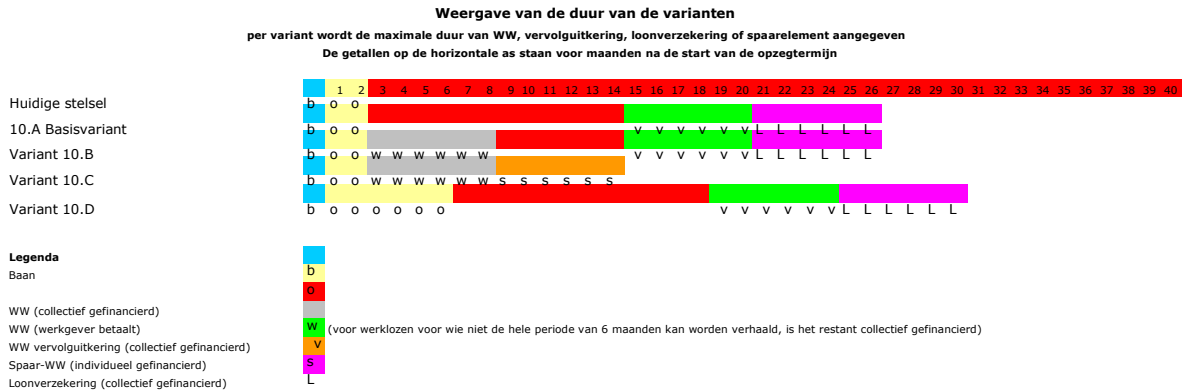 Weergave van de duur van de varianten
per variant wordt de maximale duur van WW, vervolguitkering, loonverzekering of spaarelement aangegeven
De getallen op de horizontale as staan voor maanden na de start van de opzegtermijn
1 2 3 4 5 6 7 8 9 10 11 12 13 14 15 16 17 18 19 20 21 22 23 24 25 26 27 28 29 30 31 32 33 34 35 36 37 38 39 40
Huidige stelsel b o o
10.A Basisvariant b o o v v v v v v L L L L L L
Variant 10.B b o o w w w w w w v v v v v v L L L L L L
Variant 10.C b o o w w w w w w s s s s s s
Variant 10.D b o o o o o o v v v v v v L L L L L L
Legenda
Baan b
o
WW (collectief gefinancierd)
WW (werkgever betaalt) w (voor werklozen voor wie niet de hele periode van 6 maanden kan worden verhaald, is het restant collectief gefinancierd)
WW vervolguitkering (collectief gefinancierd) v
Spaar-WW (individueel gefinancierd) s
Loonverzekering (collectief gefinancierd) L